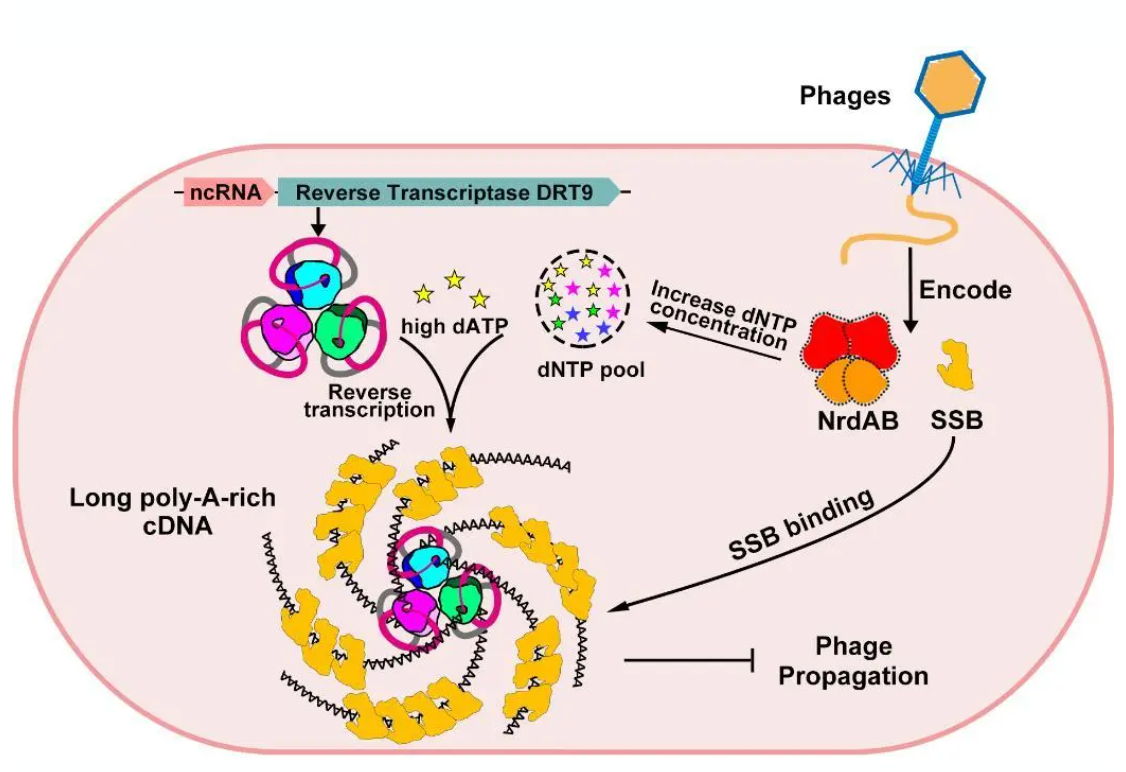 Phages
ncRNA
Reverse Transcriptase DRT9
Encode
high dATP
Increase dNTP
concentration
dNTP pool
Reverse
transcription
NrdAB
SSB
Long poly-A-rich
cDNA
SSB binding
Phage
Propagation